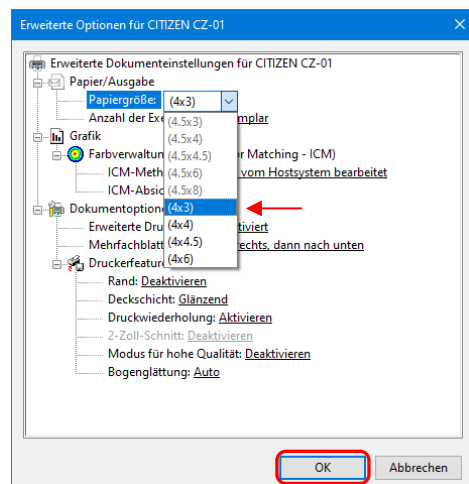 Erweiterte Optionen für CITIZEN CZ-01
Erweiterte Dokumenteinstellungen für CITIZEN CZ-01
Papier/Ausgabe
Papiergröße: (4x3)
Anzahl der Exe mplar
(4.5x3)
Grafik
(4.5x4)
Farbverwaltun r Matching - ICM)
(4.5x4.5)
ICM-Meth vom Hostsystem bearbeitet
(4.5x6)
ICM-Absic
(4.5x8)
Dokumentoptione
(4x3)
Erweiterte Dru tiviert
(4x4)
Mehrfachblatt rechts, dann nach unten
(4x4.5)
Druckerfeature
(4x6)
Rand: Deaktivieren
Deckschicht: Glänzend
Druckwiederholung: Aktivieren
2-Zoll-Schnitt: Deaktivieren
Modus für hohe Qualität: Deaktivieren
Bogenglättung: Auto
OK Abbrechen